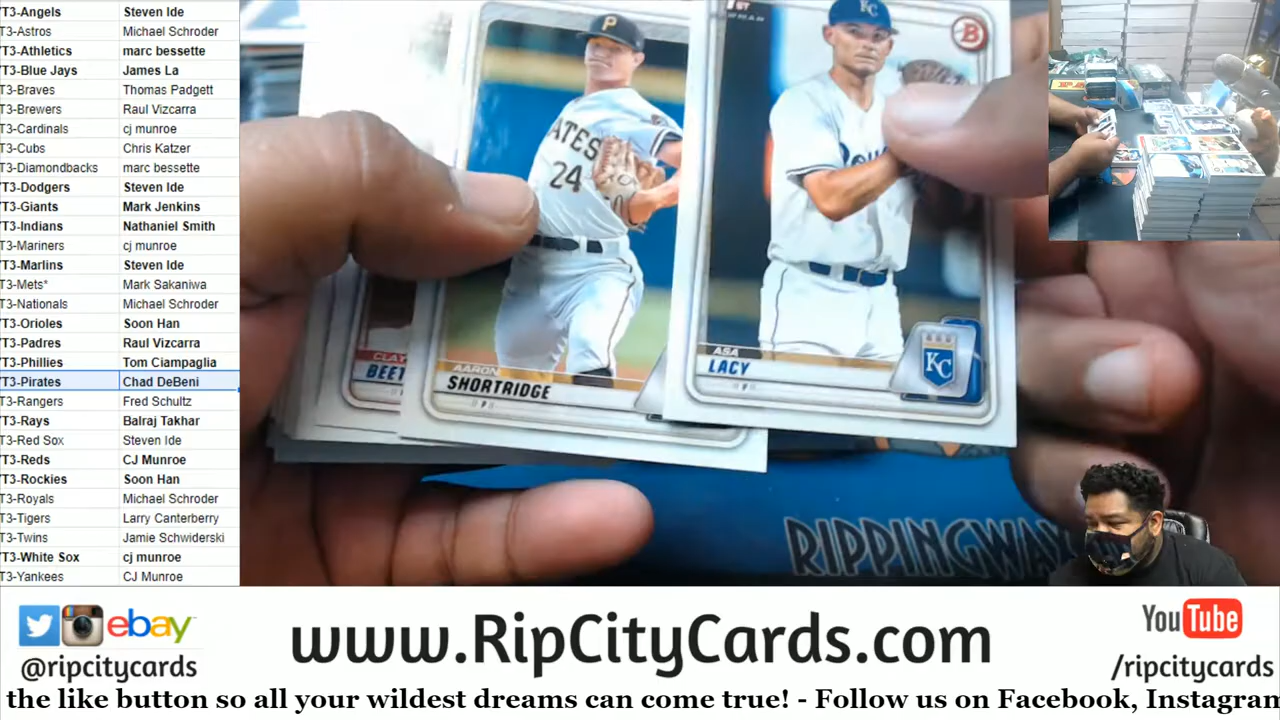 T3-Angels Steven Ide
T3-Astros Michael Schroder
T3-Athletics marc bessette
T3-Blue Jays James La
T3-Braves Thomas Padgett
T3-Brewers Raul Vizcarra
T3-Cardinals cj munroe
T3-Cubs Chris Katzer
T3-Diamondbacks marc bessette
T3-Dodgers Steven Ide
T3-Giants Mark Jenkins
T3-Indians Nathaniel Smith
T3-Mariners cj munroe
T3-Marlins Steven Ide
T3-Mets* Mark Sakaniwa
T3-Nationals Michael Schroder
T3-Orioles Soon Han
T3-Padres Raul Vizcarra
T3-Phillies Tom Ciampaglia
T3-Pirates Chad DeBeni
T3-Rangers Fred Schultz
T3-Rays Balraj Takhar
T3-Red Sox Steven Ide
T3-Reds CJ Munroe
T3-Rockies Soon Han
T3-Royals Michael Schroder
T3-Tigers Larry Canterberry
T3-Twins Jamie Schwiderski
T3-White Sox cj munroe
T3-Yankees CJ Munroe
P
ATES
24
CLAY
BEET
AARON
SHORTRIDGE
KC
B
ASA
LACY
KC
RIPPINGWAX
ebay
@ripcitycards
www.RipCityCards.com
YouTube
/ripcitycards
the like button so all your wildest dreams can come true! - Follow us on Facebook, Instagram